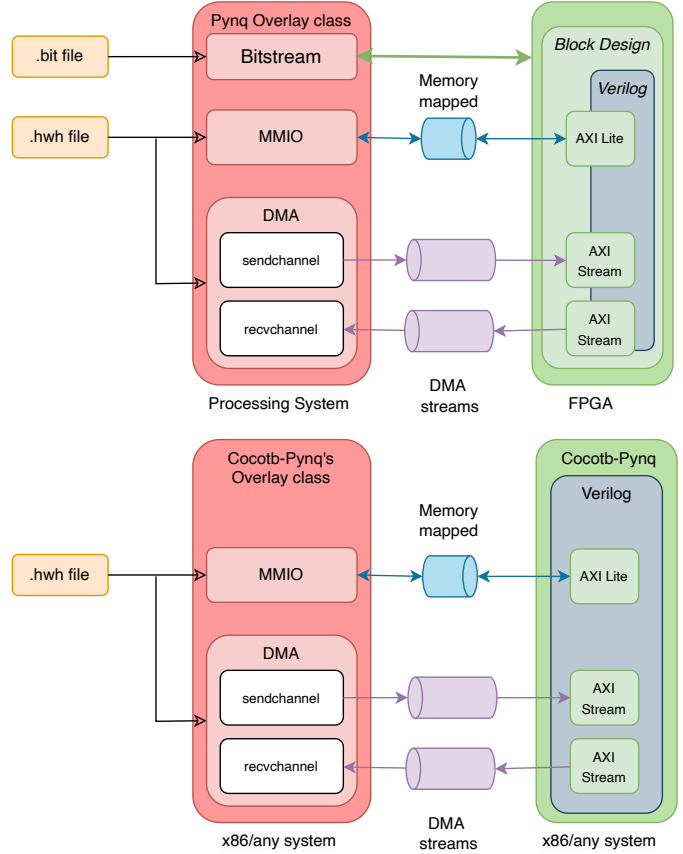 Pynq Overlay class
.bit file
Bitstream
Block Design
Verilog
Memory
mapped
.hwh file
MMIO
AXI Lite
DMA
sendchannel
AXI
Stream
recvchannel
AXI
Stream
Processing System
DMA
streams
FPGA
Cocotb-Pynq's
Overlay class
Cocotb-Pynq
Verilog
Memory
mapped
.hwh file
MMIO
AXI Lite
DMA
sendchannel
AXI
Stream
recvchannel
AXI
Stream
x86/any system
DMA
streams
x86/any system